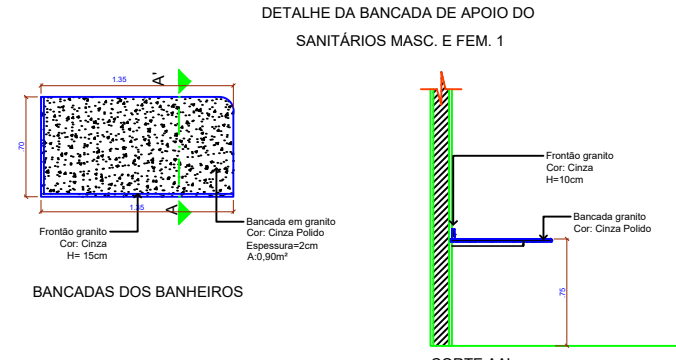 DETALHE DA BANCADA DE APOIO DO
SANITÁRIOS MASC. E FEM. 1
1.35
A'
.70
1.35
A
Frontão granito
Cor: Cinza
H= 15cm
Bancada em granito
Cor: Cinza Polido
Espessura=2cm
A:0,90m²
BANCADAS DOS BANHEIROS
Frontão granito
Cor: Cinza
H=10cm
Bancada granito
Cor: Cinza Polido
.75